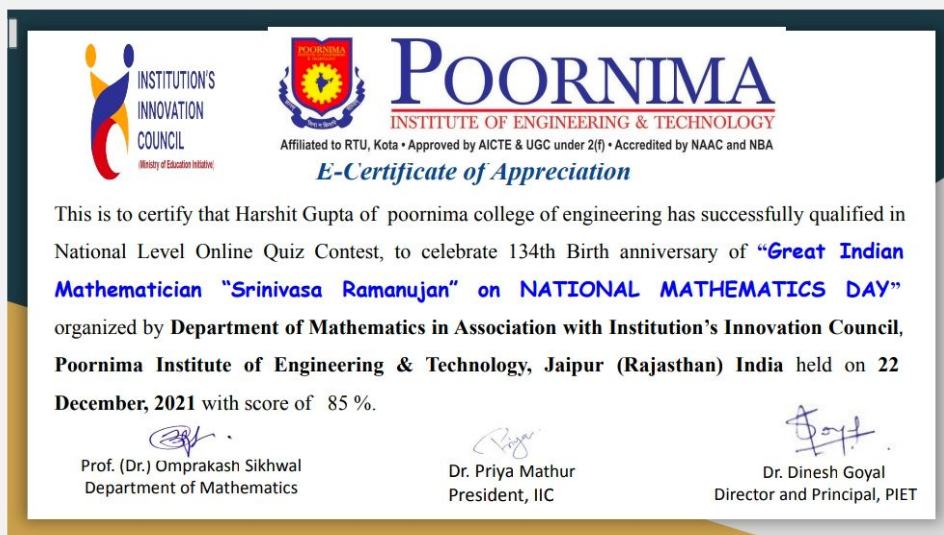 INSTITUTION'S
INNOVATION
COUNCIL
(Ministry of Education Initiative)
POORNIMA
POORNIMA
INSTITUTE OF ENGINEERING & TECHNOLOGY
Affiliated to RTU, Kota • Approved by AICTE & UGC under 2(f) • Accredited by NAAC and NBA
E-Certificate of Appreciation
This is to certify that Harshit Gupta of poornima college of engineering has successfully qualified in
National Level Online Quiz Contest, to celebrate 134th Birth anniversary of “Great Indian
Mathematician “Srinivasa Ramanujan” on NATIONAL MATHEMATICS DAY”
organized by Department of Mathematics in Association with Institution’s Innovation Council,
Poornima Institute of Engineering & Technology, Jaipur (Rajasthan) India held on 22
December, 2021 with score of 85 %.
Priya
Prof. (Dr.) Omprakash Sikhwal
Department of Mathematics
Dr. Priya Mathur
President, IIC
Dr. Dinesh Goyal
Director and Principal, PIET